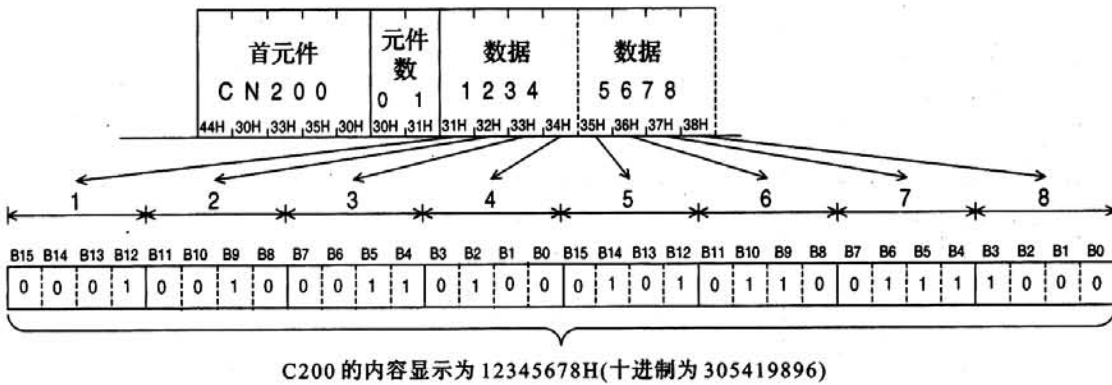 首元件 元件数 数据 数据
CN200 0 1 1234 5678
44H 30H 33H 35H 30H 30H 31H 31H 32H 33H 34H 35H 36H 37H 38H
1 2 3 4 5 6 7 8
B15 B14 B13 B12 B11 B10 B9 B8 B7 B6 B5 B4 B3 B2 B1 B0 B15 B14 B13 B12 B11 B10 B9 B8 B7 B6 B5 B4 B3 B2 B1 B0
0 0 0 1 0 0 1 0 0 0 1 1 0 1 0 0 0 1 0 1 0 1 1 0 0 1 1 1 1 0 0 0
C200的内容显示为12345678H(十进制为305419896)